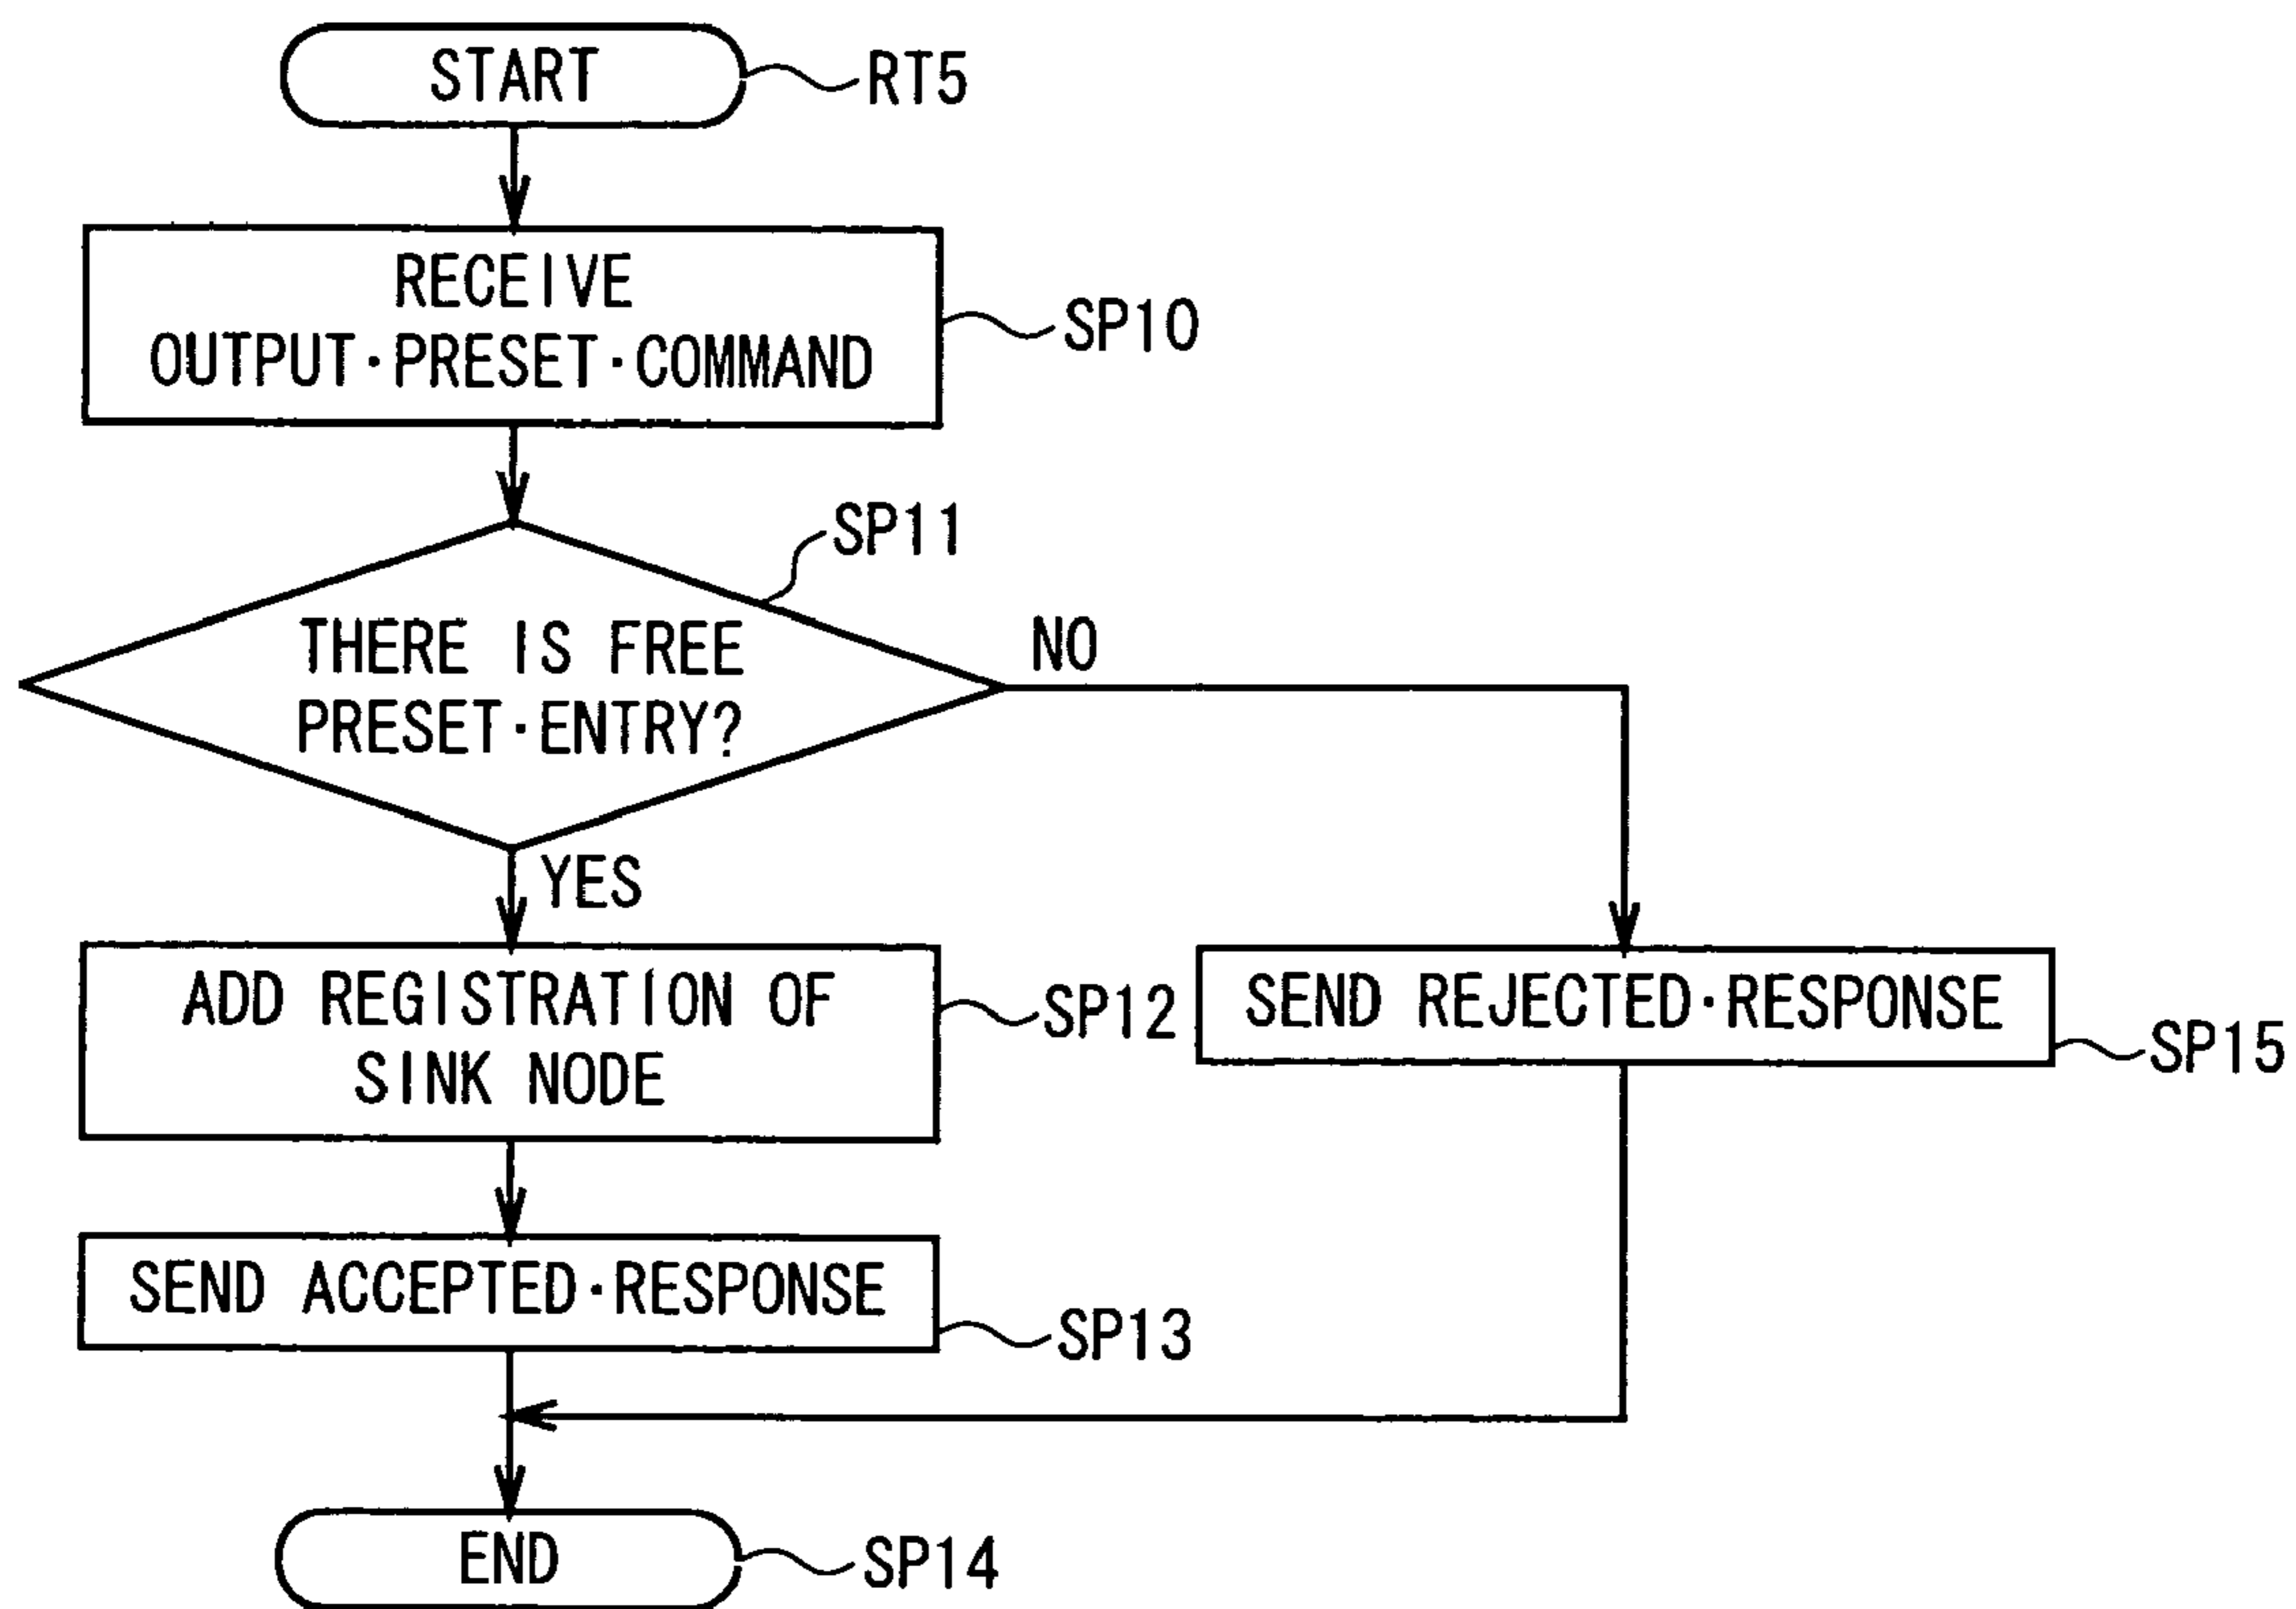 START
RT5
RECEIVE
OUTPUT・PRESET・COMMAND
SP10
SP11
THERE IS FREE
PRESET・ENTRY?
NO
YES
ADD REGISTRATION OF
SINK NODE
SP12
SEND REJECTED・RESPONSE
SP15
SEND ACCEPTED・RESPONSE
SP13
END
SP14